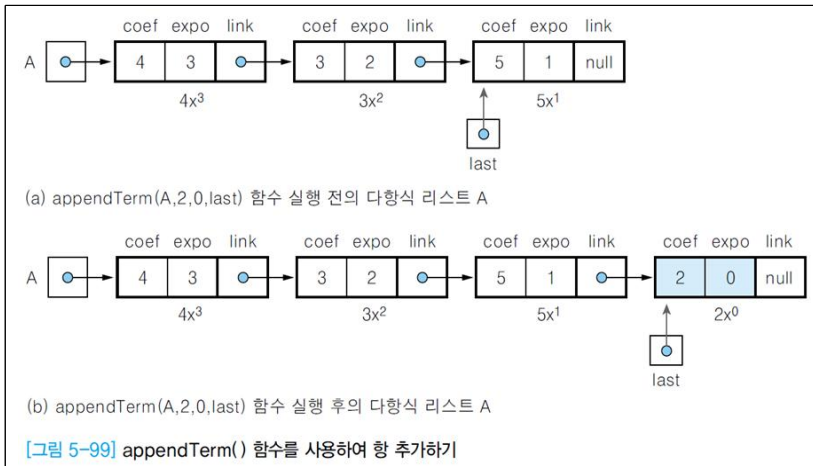 coef expo link coef expo link coef expo link
A 4 3 3 2 5 1 null
4x³ 3x² 5x¹
last
(a) appendTerm(A,2,0,last) 함수 실행 전의 다항식 리스트 A
coef expo link coef expo link coef expo link coef expo link
A 4 3 3 2 5 1 2 0 null
4x³ 3x² 5x¹ 2x⁰
last
(b) appendTerm(A,2,0,last) 함수 실행 후의 다항식 리스트 A
[그림 5-99] appendTerm() 함수를 사용하여 항 추가하기